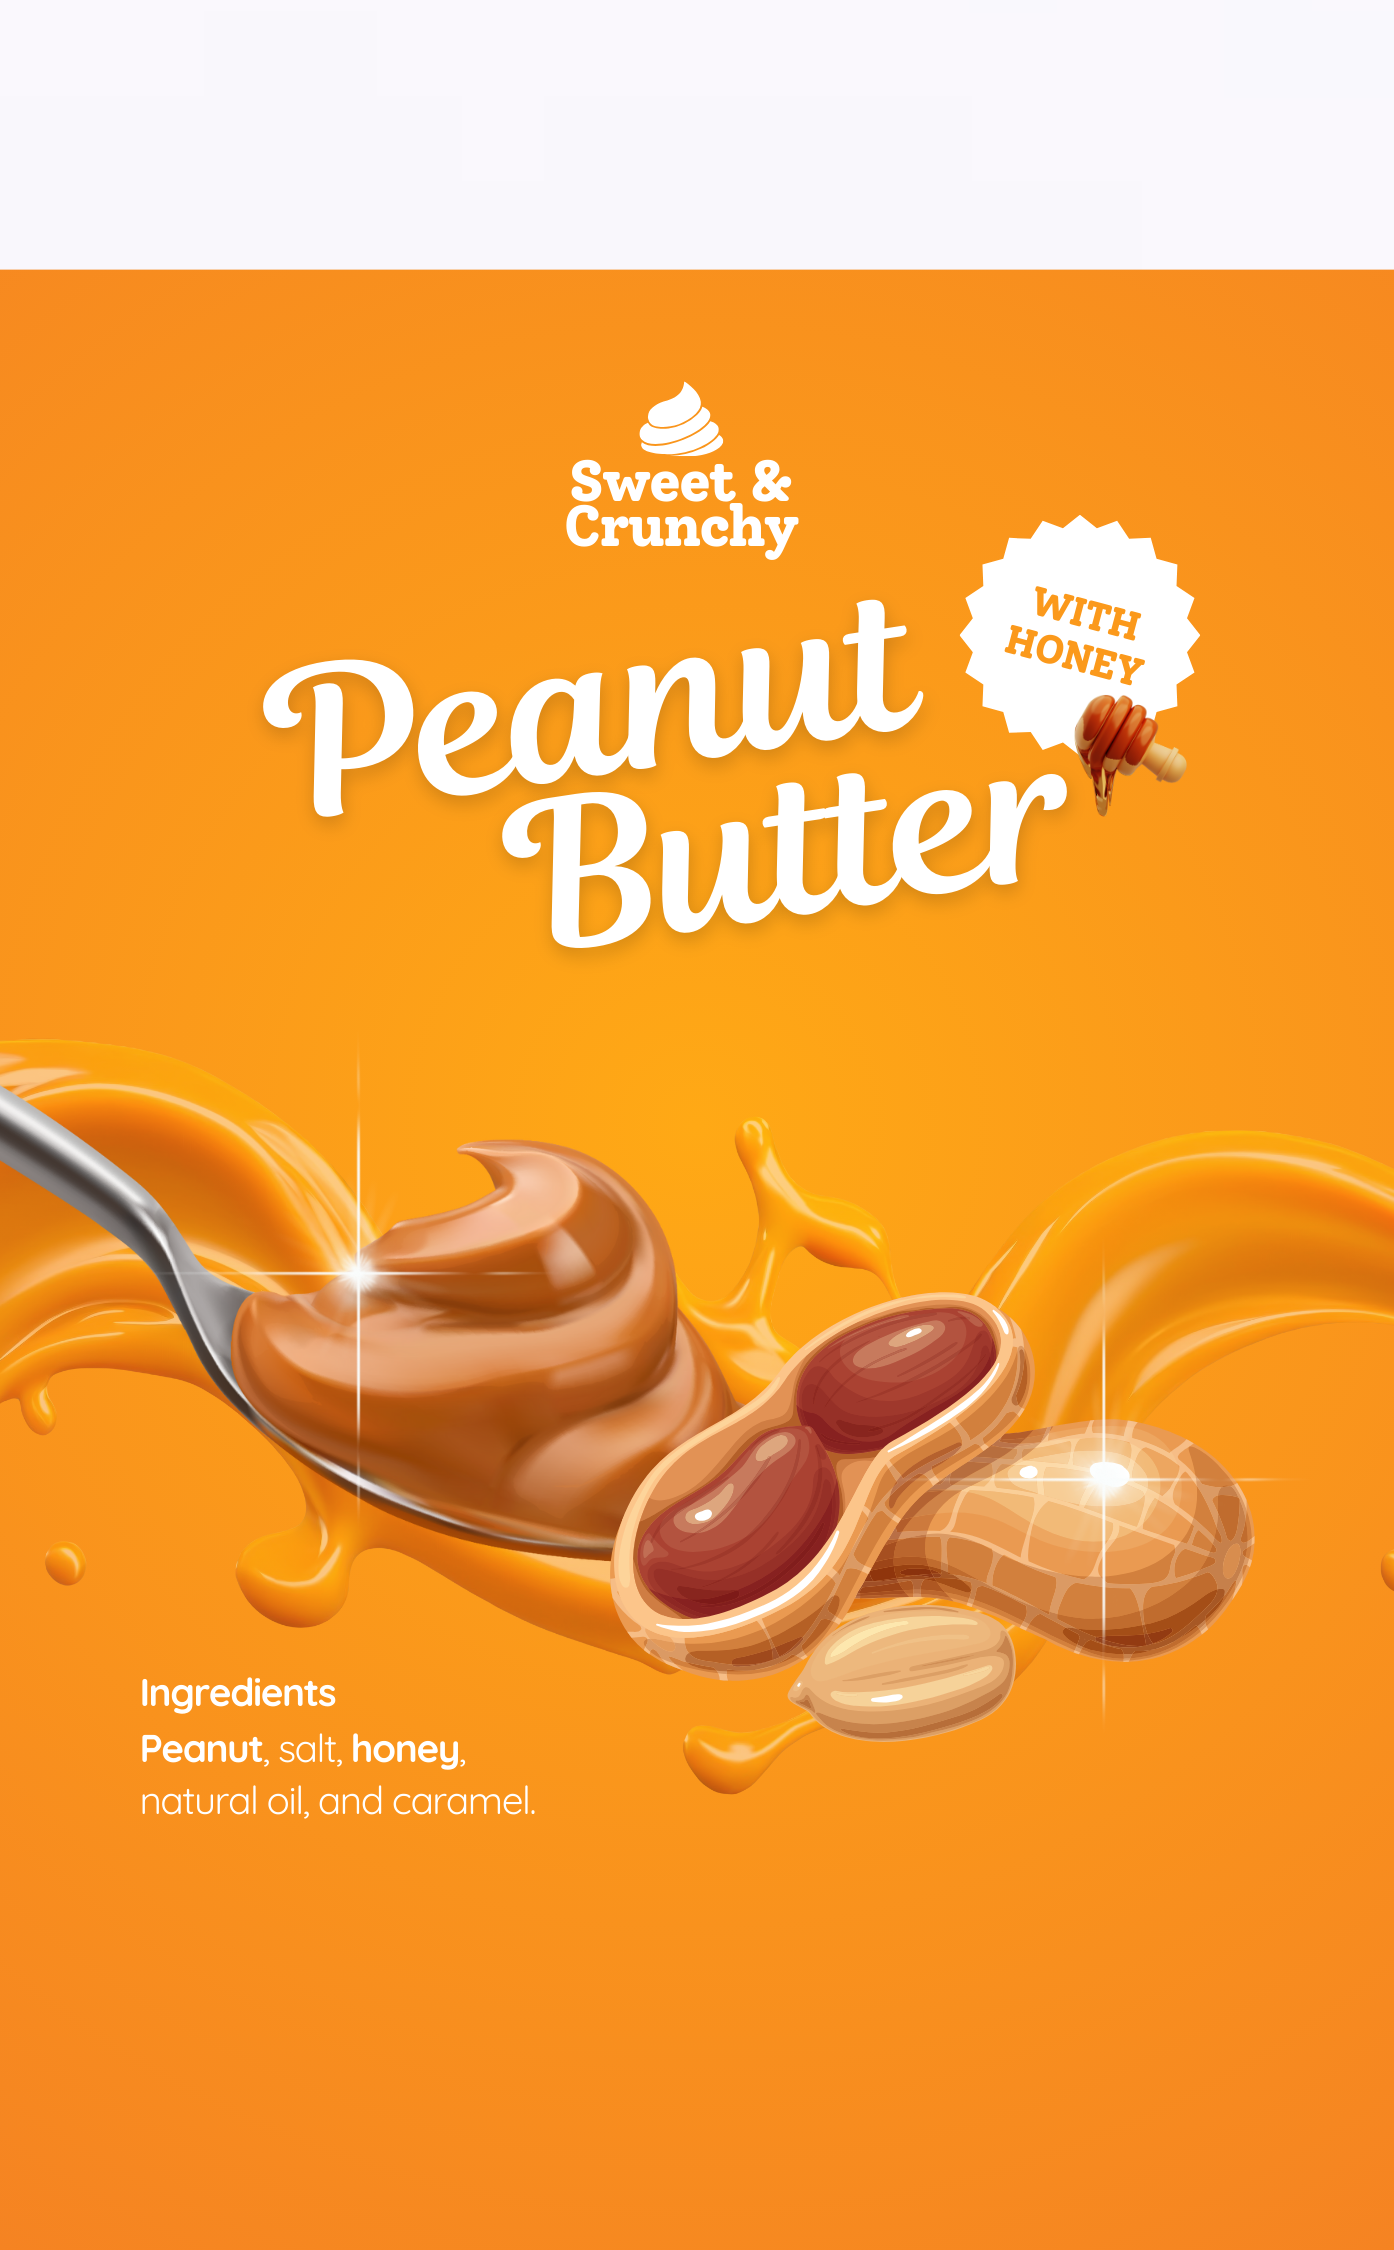 Sweet &
Crunchy
WITH
HONEY
Peanut
Butter
Ingredients
Peanut, salt, honey,
natural oil, and caramel.